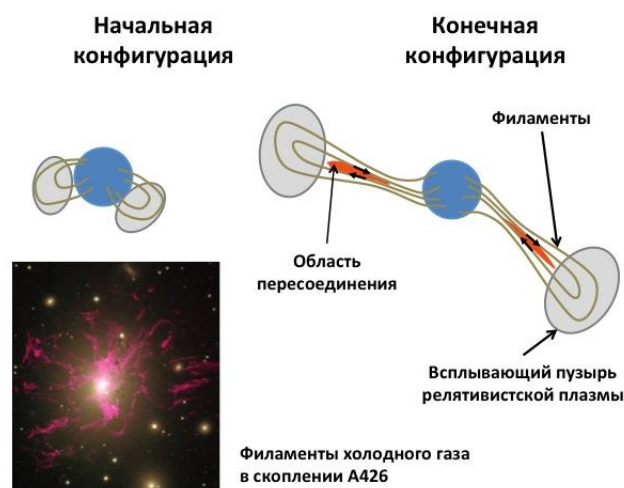 Начальная
конфигурация
Конечная
конфигурация
Филаменты
Область
пересоединения
Всплывающий пузырь
релятивистской плазмы
Филаменты холодного газа
в скоплении А426